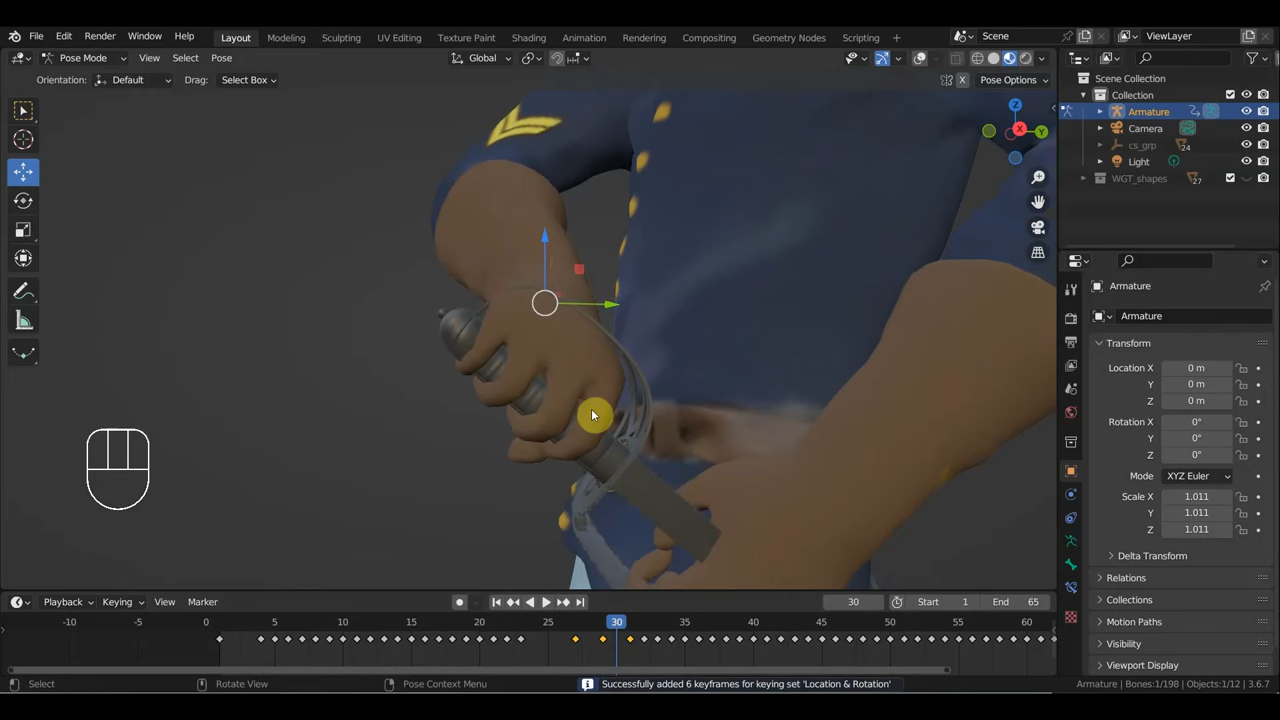 File Edit Render Window Help Layout Modeling Sculpting UV Editing Texture Paint Shading Animation Rendering Compositing Geometry Nodes Scripting + Scene ViewLayer
Pose Mode View Select Pose Global
Orientation: Default Drag: Select Box X Pose Options
Scene Collection
Collection
Armature
Camera
cs_grp 24
Light
WGT_shapes 27
Z
Y
X
Armature
Armature
Transform
Location X 0 m
Y 0 m
Z 0 m
Rotation X 0°
Y 0°
Z 0°
Mode XYZ Euler
Scale X 1.011
Y 1.011
Z 1.011
Delta Transform
Relations
Collections
Motion Paths
Visibility
Viewport Display
Playback Keying View Marker 30 Start 1 End 65
-10 -5 0 5 10 15 20 25 30 35 40 45 50 55 60
Select Rotate View Pose Context Menu Successfully added 6 keyframes for keying set 'Location & Rotation' Armature | Bones:1/198 | Objects:1/12 | 3.6.7